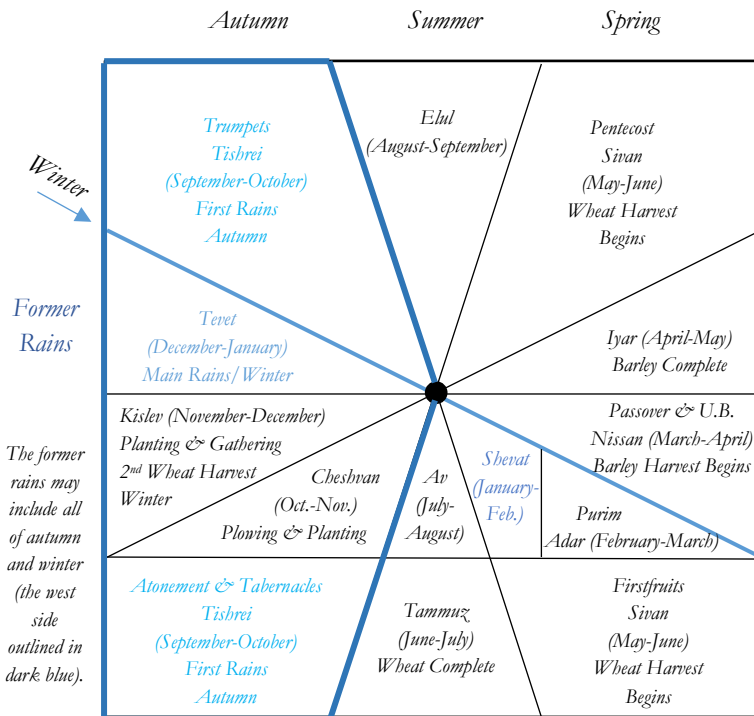 Autumn
Summer
Spring
Trumpets
Tishrei
(September-October)
First Rains
Autumn
Elul
(August-September)
Pentecost
Sivan
(May-June)
Wheat Harvest
Begins
Winter
Former
Rains
Tevet
(December-January)
Main Rains/Winter
Iyar (April-May)
Barley Complete
Kislev (November-December)
Planting & Gathering
2nd Wheat Harvest
Winter
Cheshvan
(Oct.-Nov.)
Plowing & Planting
Av
(July-
August)
Shevat
(January-
Feb.)
Passover & U.B.
Nissan (March-April)
Barley Harvest Begins
Purim
Adar (February-March)
The former
rains may
include all
of autumn
and winter
(the west
side
outlined in
dark blue).
Atonement & Tabernacles
Tishrei
(September-October)
First Rains
Autumn
Tammuz
(June-July)
Wheat Complete
Firstfruits
Sivan
(May-June)
Wheat Harvest
Begins